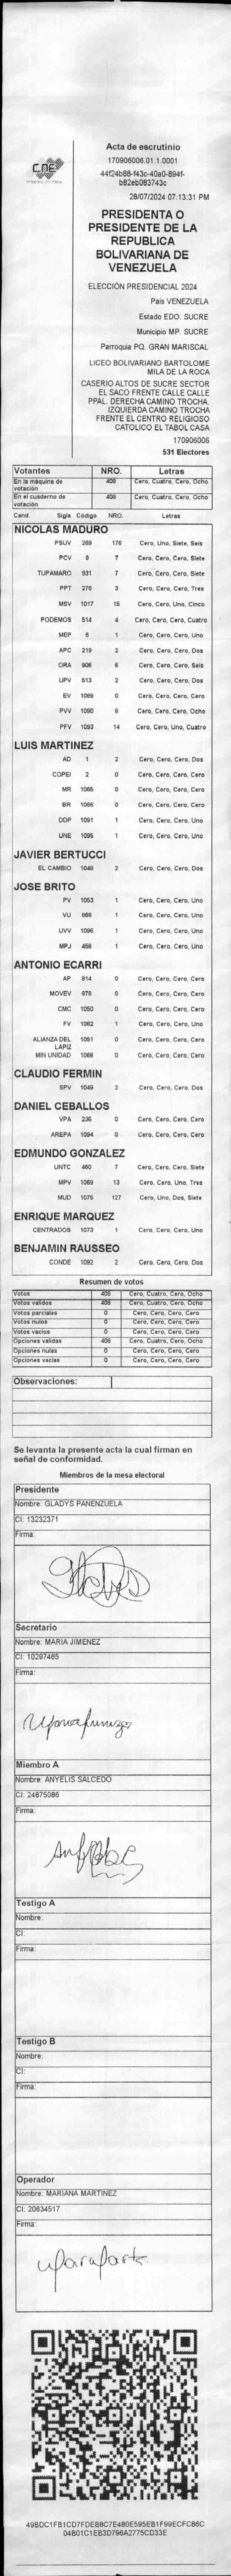 CNE
Acta de escrutinio
170906006.01.1.0001
44f24b88-f43c-40a0-894f-
b82eb083743c
28/07/2024 07:13:31 PM
PRESIDENTA O
PRESIDENTE DE LA
REPUBLICA
BOLIVARIANA DE
VENEZUELA
ELECCIÓN PRESIDENCIAL 2024
País VENEZUELA
Estado EDO. SUCRE
Municipio MP. SUCRE
Parroquia PQ. GRAN MARISCAL
LICEO BOLIVARIANO BARTOLOME
MILA DE LA ROCA
CASERIO ALTOS DE SUCRE SECTOR
EL SACO FRENTE CALLE CALLE
PPAL. DERECHA CAMINO TROCHA.
IZQUIERDA CAMINO TROCHA
FRENTE EL CENTRO RELIGIOSO
CATOLICO EL TABOL CASA
170906006
531 Electores
Votantes NRO. Letras
En la máquina de votación 408 Cero, Cuatro, Cero, Ocho
En el cuaderno de votación 408 Cero, Cuatro, Cero, Ocho
Cand. Sigla Código NRO. Letras
NICOLAS MADURO
PSUV 269 176 Cero, Uno, Siete, Seis
PCV 9 7 Cero, Cero, Cero, Siete
TUPAMARO 931 7 Cero, Cero, Cero, Siete
PPT 276 3 Cero, Cero, Cero, Tres
MSV 1017 15 Cero, Cero, Uno, Cinco
PODEMOS 514 4 Cero, Cero, Cero, Cuatro
MEP 6 1 Cero, Cero, Cero, Uno
APC 219 2 Cero, Cero, Cero, Dos
ORA 906 6 Cero, Cero, Cero, Seis
UPV 513 2 Cero, Cero, Cero, Dos
EV 1089 0 Cero, Cero, Cero, Cero
PVV 1090 8 Cero, Cero, Cero, Ocho
PFV 1093 14 Cero, Cero, Uno, Cuatro
LUIS MARTINEZ
AD 1 2 Cero, Cero, Cero, Dos
COPEI 2 0 Cero, Cero, Cero, Cero
MR 1065 0 Cero, Cero, Cero, Cero
BR 1066 0 Cero, Cero, Cero, Cero
DDP 1091 1 Cero, Cero, Cero, Uno
UNE 1095 1 Cero, Cero, Cero, Uno
JAVIER BERTUCCI
EL CAMBIO 1046 2 Cero, Cero, Cero, Dos
JOSE BRITO
PV 1053 1 Cero, Cero, Cero, Uno
VU 666 1 Cero, Cero, Cero, Uno
UVV 1096 1 Cero, Cero, Cero, Uno
MPJ 458 1 Cero, Cero, Cero, Uno
ANTONIO ECARRI
AP 814 0 Cero, Cero, Cero, Cero
MOVEV 978 0 Cero, Cero, Cero, Cero
CMC 1050 0 Cero, Cero, Cero, Cero
FV 1062 1 Cero, Cero, Cero, Uno
ALIANZA DEL LAPIZ 1051 0 Cero, Cero, Cero, Cero
MIN UNIDAD 1068 0 Cero, Cero, Cero, Cero
CLAUDIO FERMIN
SPV 1049 2 Cero, Cero, Cero, Dos
DANIEL CEBALLOS
VPA 236 0 Cero, Cero, Cero, Cero
AREPA 1094 0 Cero, Cero, Cero, Cero
EDMUNDO GONZALEZ
UNTC 460 7 Cero, Cero, Cero, Siete
MPV 1069 13 Cero, Cero, Uno, Tres
MUD 1075 127 Cero, Uno, Dos, Siete
ENRIQUE MARQUEZ
CENTRADOS 1073 1 Cero, Cero, Cero, Uno
BENJAMIN RAUSSEO
CONDE 1092 2 Cero, Cero, Cero, Dos
Resumen de votos
Votos 408 Cero, Cuatro, Cero, Ocho
Votos validos 408 Cero, Cuatro, Cero, Ocho
Votos parciales 0 Cero, Cero, Cero, Cero
Votos nulos 0 Cero, Cero, Cero, Cero
Votos vacios 0 Cero, Cero, Cero, Cero
Opciones validas 408 Cero, Cuatro, Cero, Ocho
Opciones nulas 0 Cero, Cero, Cero, Cero
Opciones vacias 0 Cero, Cero, Cero, Cero
Observaciones:
Se levanta la presente acta la cual firman en
señal de conformidad.
Miembros de la mesa electoral
Presidente
Nombre: GLADYS PANENZUELA
CI: 13232371
Firma:
Secretario
Nombre: MARIA JIMENEZ
CI: 10297465
Firma:
Miembro A
Nombre: ANYELIS SALCEDO
CI: 24875086
Firma:
Testigo A
Nombre:
CI:
Firma:
Testigo B
Nombre:
CI:
Firma:
Operador
Nombre: MARIANA MARTINEZ
CI: 20634517
Firma:
49BDC1FB1CD7FDEB8C7E480E595EB1F99ECFC86C
04B01C1EB3D796A2775CD33E